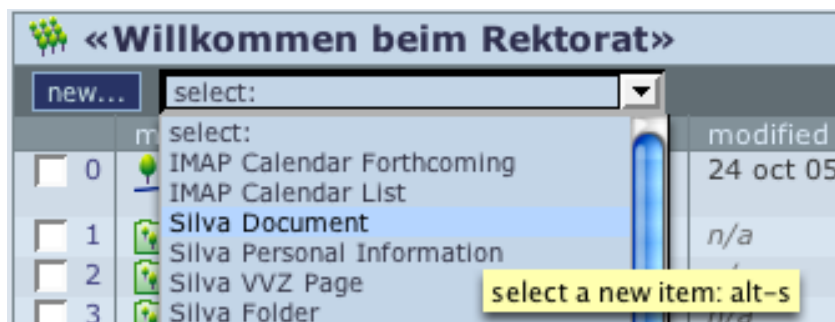 «Willkommen beim Rektorat»
new... select:
m select: modified
0 IMAP Calendar Forthcoming 24 oct 05
IMAP Calendar List
Silva Document
1 Silva Personal Information n/a
2 Silva VVZ Page
select a new item: alt-s
3 Silva Folder n/a